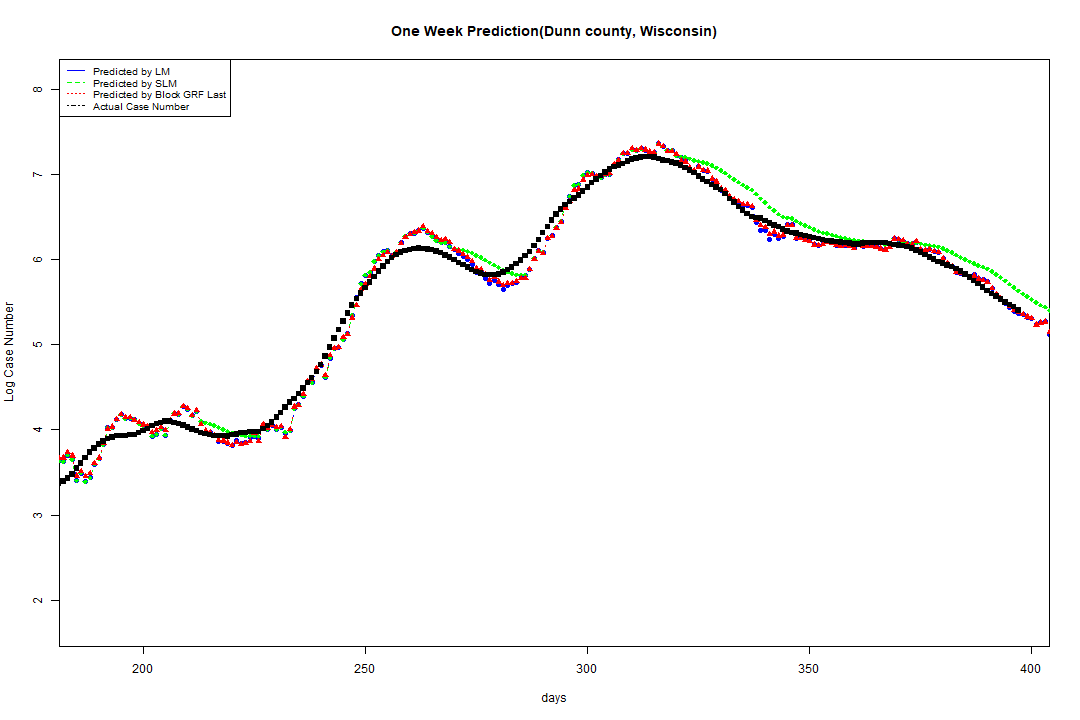 One Week Prediction(Dunn county, Wisconsin)
Predicted by LM
Predicted by SLM
Predicted by Block GRF Last
Actual Case Number
8
7
6
5
4
3
2
Log Case Number
200
250
300
350
400
days